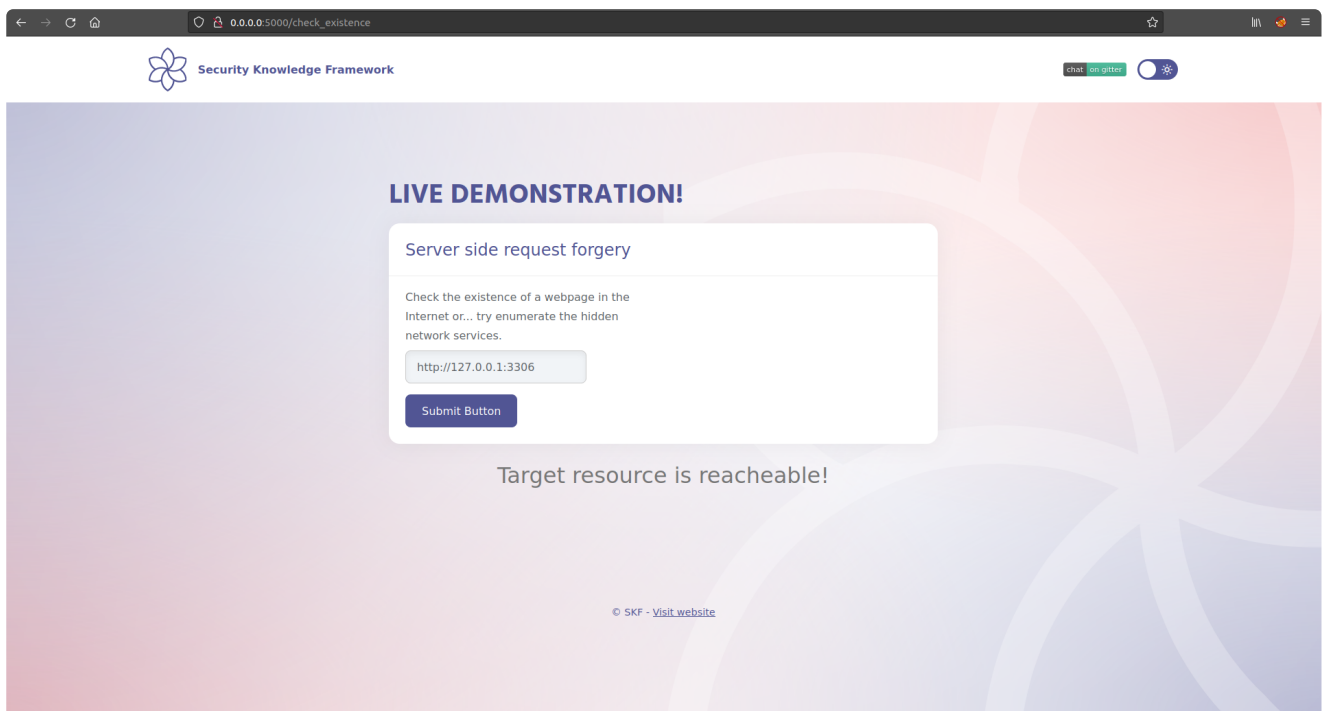 0.0.0.0:5000/check_existence
Security Knowledge Framework
chat on gitter
LIVE DEMONSTRATION!
Server side request forgery
Check the existence of a webpage in the
Internet or... try enumerate the hidden
network services.
http://127.0.0.1:3306
Submit Button
Target resource is reacheable!
© SKF - Visit website